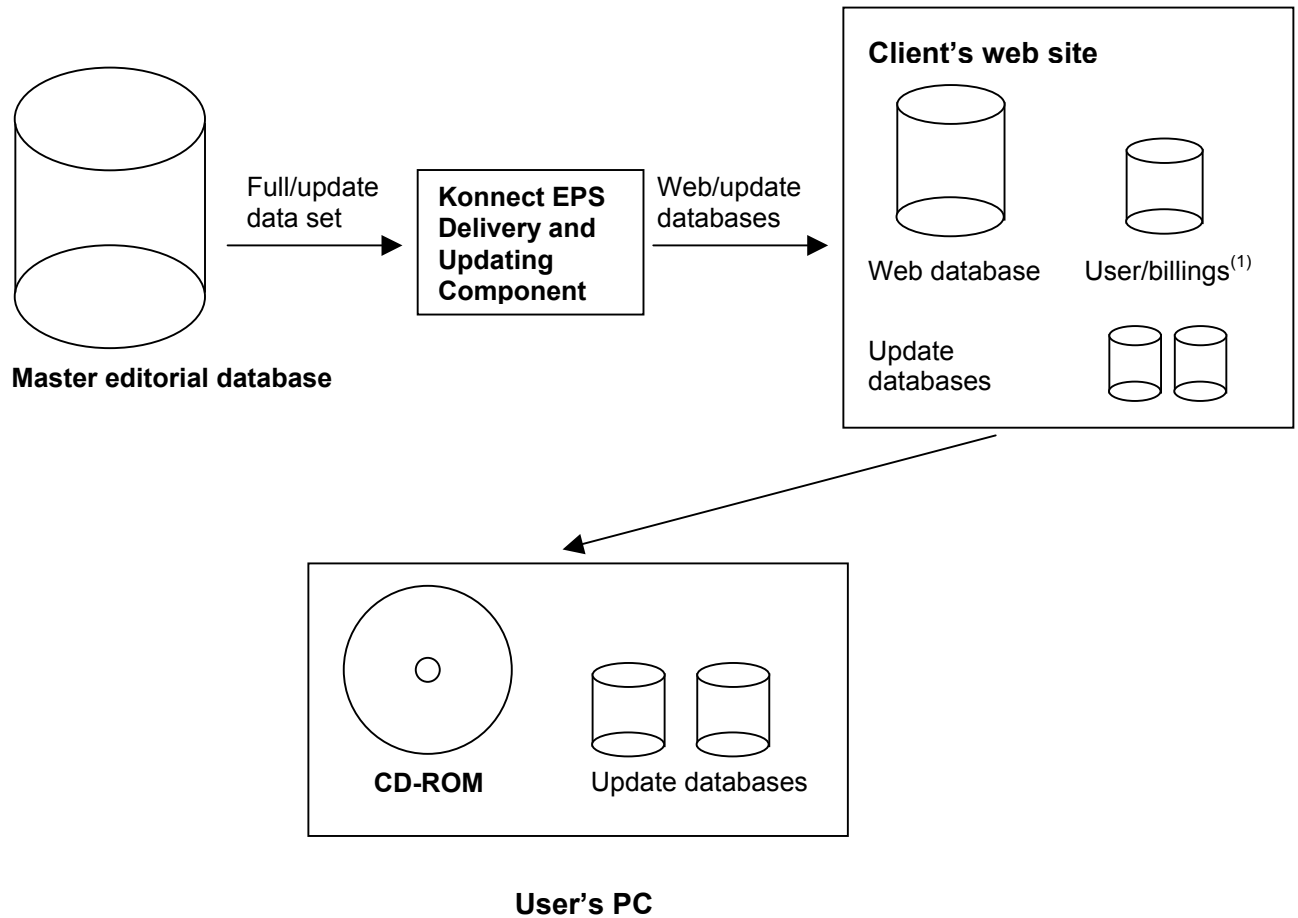 Client’s web site
Full/update
data set
Konnect EPS
Delivery and
Updating
Component
Web/update
databases
Web database
User/billings(1)
Master editorial database
Update
databases
CD-ROM
Update databases
User’s PC